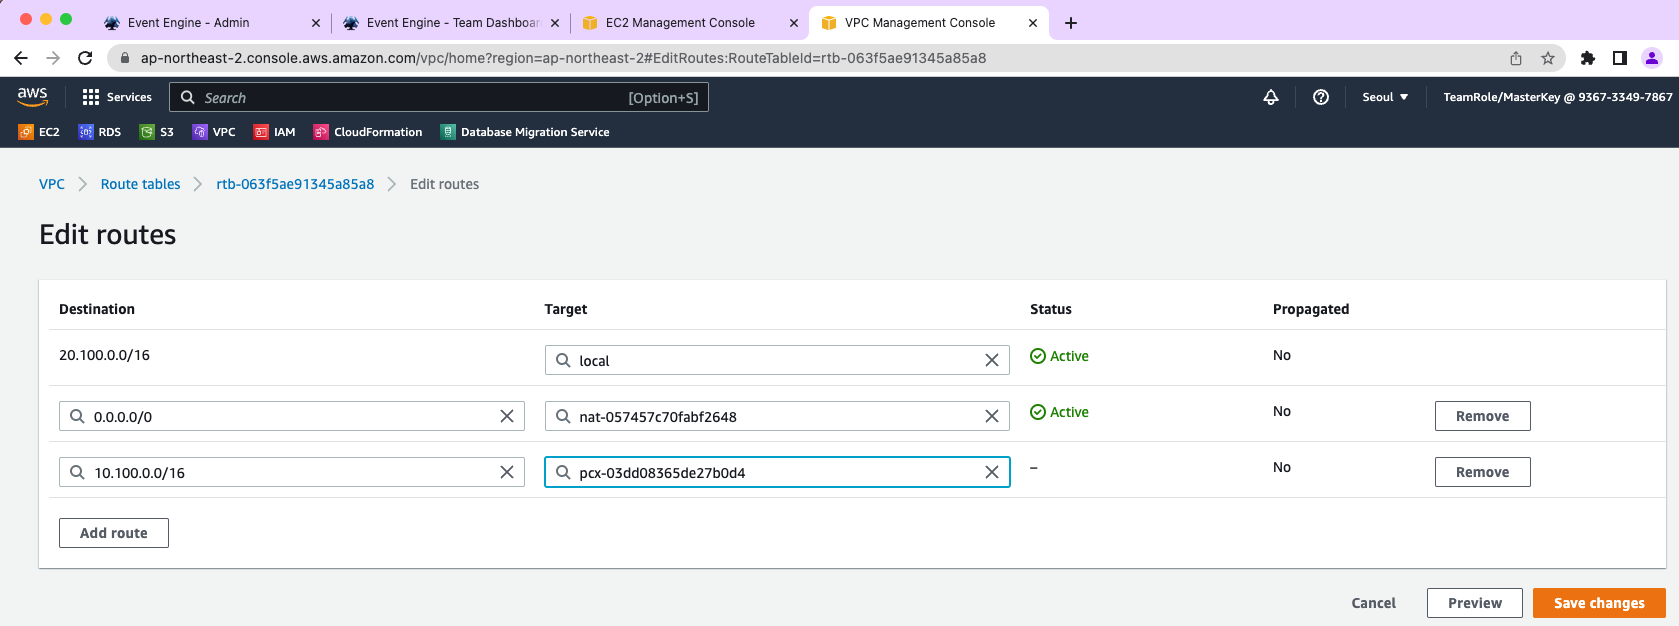 Event Engine - Admin
Event Engine - Team Dashboar
EC2 Management Console
VPC Management Console
ap-northeast-2.console.aws.amazon.com/vpc/home?region=ap-northeast-2#EditRoutes:RouteTableId=rtb-063f5ae91345a85a8
aws
Services
Search
[Option+S]
Seoul
TeamRole/MasterKey @ 9367-3349-7867
EC2
RDS
S3
VPC
IAM
CloudFormation
Database Migration Service
VPC
Route tables
rtb-063f5ae91345a85a8
Edit routes
Edit routes
Destination
Target
Status
Propagated
20.100.0.0/16
local
Active
No
0.0.0.0/0
nat-057457c70fabf2648
Active
No
Remove
10.100.0.0/16
pcx-03dd08365de27b0d4
–
No
Remove
Add route
Cancel
Preview
Save changes